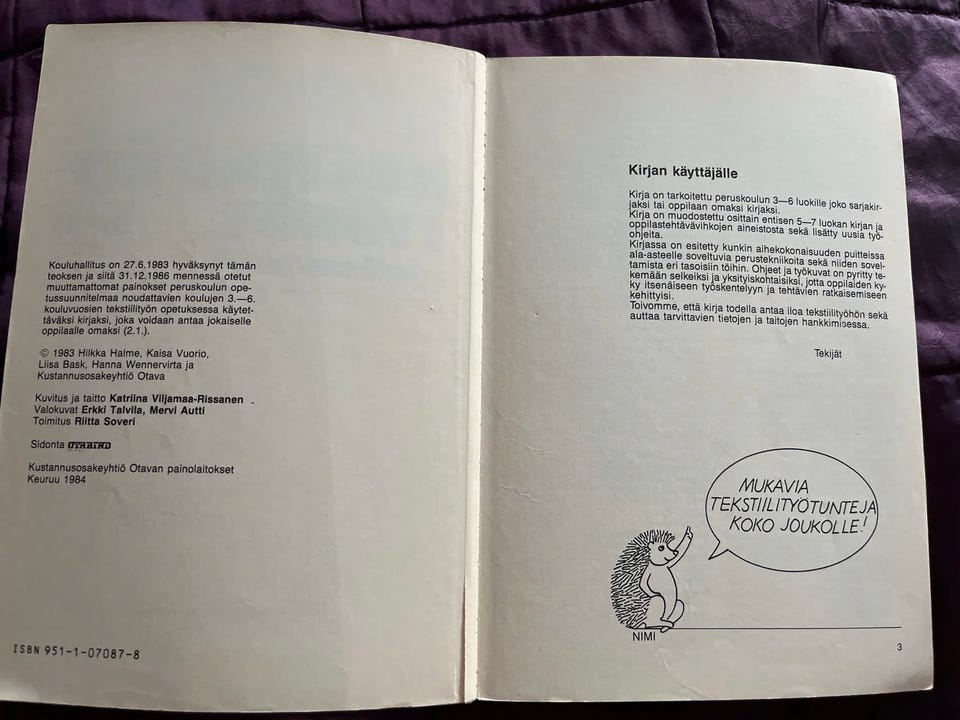 Kouluhallitus on 27.6.1983 hyväksynyt tämän
teoksen ja siitä 31.12.1986 mennessä otetut
muuttamattomat painokset peruskoulun ope-
tussuunnitelmaa noudattavien koulujen 3.—6.
kouluvuosien tekstiilityön opetuksessa käytet-
täväksi kirjaksi, joka voidaan antaa jokaiselle
oppilaalle omaksi (2.1.).
© 1983 Hilkka Halme, Kaisa Vuorio,
Liisa Bask, Hanna Wennervirta ja
Kustannusosakeyhtiö Otava
Kuvitus ja taitto Katriina Viljamaa-Rissanen
Valokuvat Erkki Talvila, Mervi Autti
Toimitus Riitta Soveri
Sidonta OTABIND
Kustannusosakeyhtiö Otavan painolaitokset
Keuruu 1984
ISBN 951-1-07087-8
Kirjan käyttäjälle
Kirja on tarkoitettu peruskoulun 3—6 luokille joko sarjakir-
jaksi tai oppilaan omaksi kirjaksi.
Kirja on muodostettu osittain entisen 5—7 luokan kirjan ja
oppilastehtävävihkojen aineistosta sekä lisätty uusia työ-
ohjeita.
Kirjassa on esitetty kunkin aihekokonaisuuden puitteissa
ala-asteelle soveltuvia perustekniikoita sekä niiden sovel-
tamista eri tasoisiin töihin. Ohjeet ja työkuvat on pyritty te-
kemään selkeiksi ja yksityiskohtaisiksi, jotta oppilaiden ky-
ky itsenäiseen työskentelyyn ja tehtävien ratkaisemiseen
kehittyisi.
Toivomme, että kirja todella antaa iloa tekstiilityöhön sekä
auttaa tarvittavien tietojen ja taitojen hankkimisessa.
Tekijät
MUKAVIA
TEKSTIILITYÖTUNTEJA
KOKO JOUKOLLE!
NIMI
3